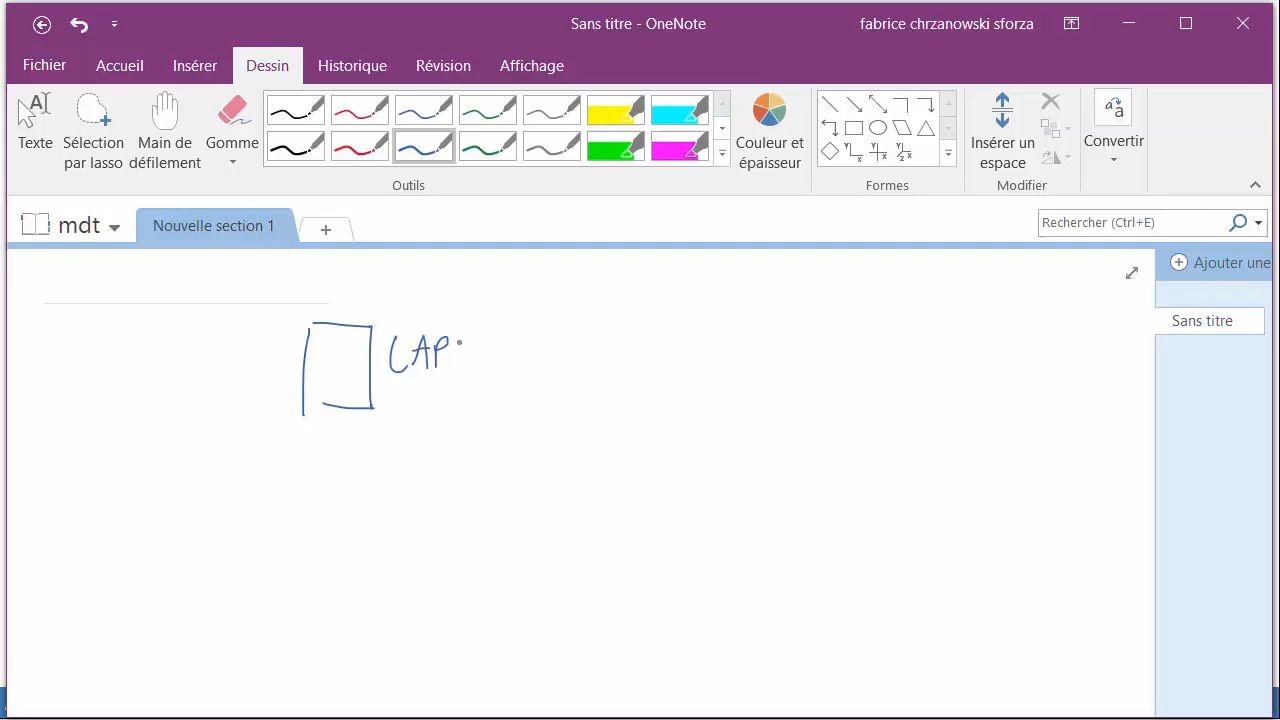 Sans titre - OneNote
fabrice chrzanowski sforza
Fichier Accueil Insérer Dessin Historique Révision Affichage
Texte
Sélection par lasso
Main de défilement
Gomme
Couleur et épaisseur
Insérer un espace
Convertir
Outils Formes Modifier
mdt
Nouvelle section 1
Rechercher (Ctrl+E)
Ajouter une
Sans titre
CAP